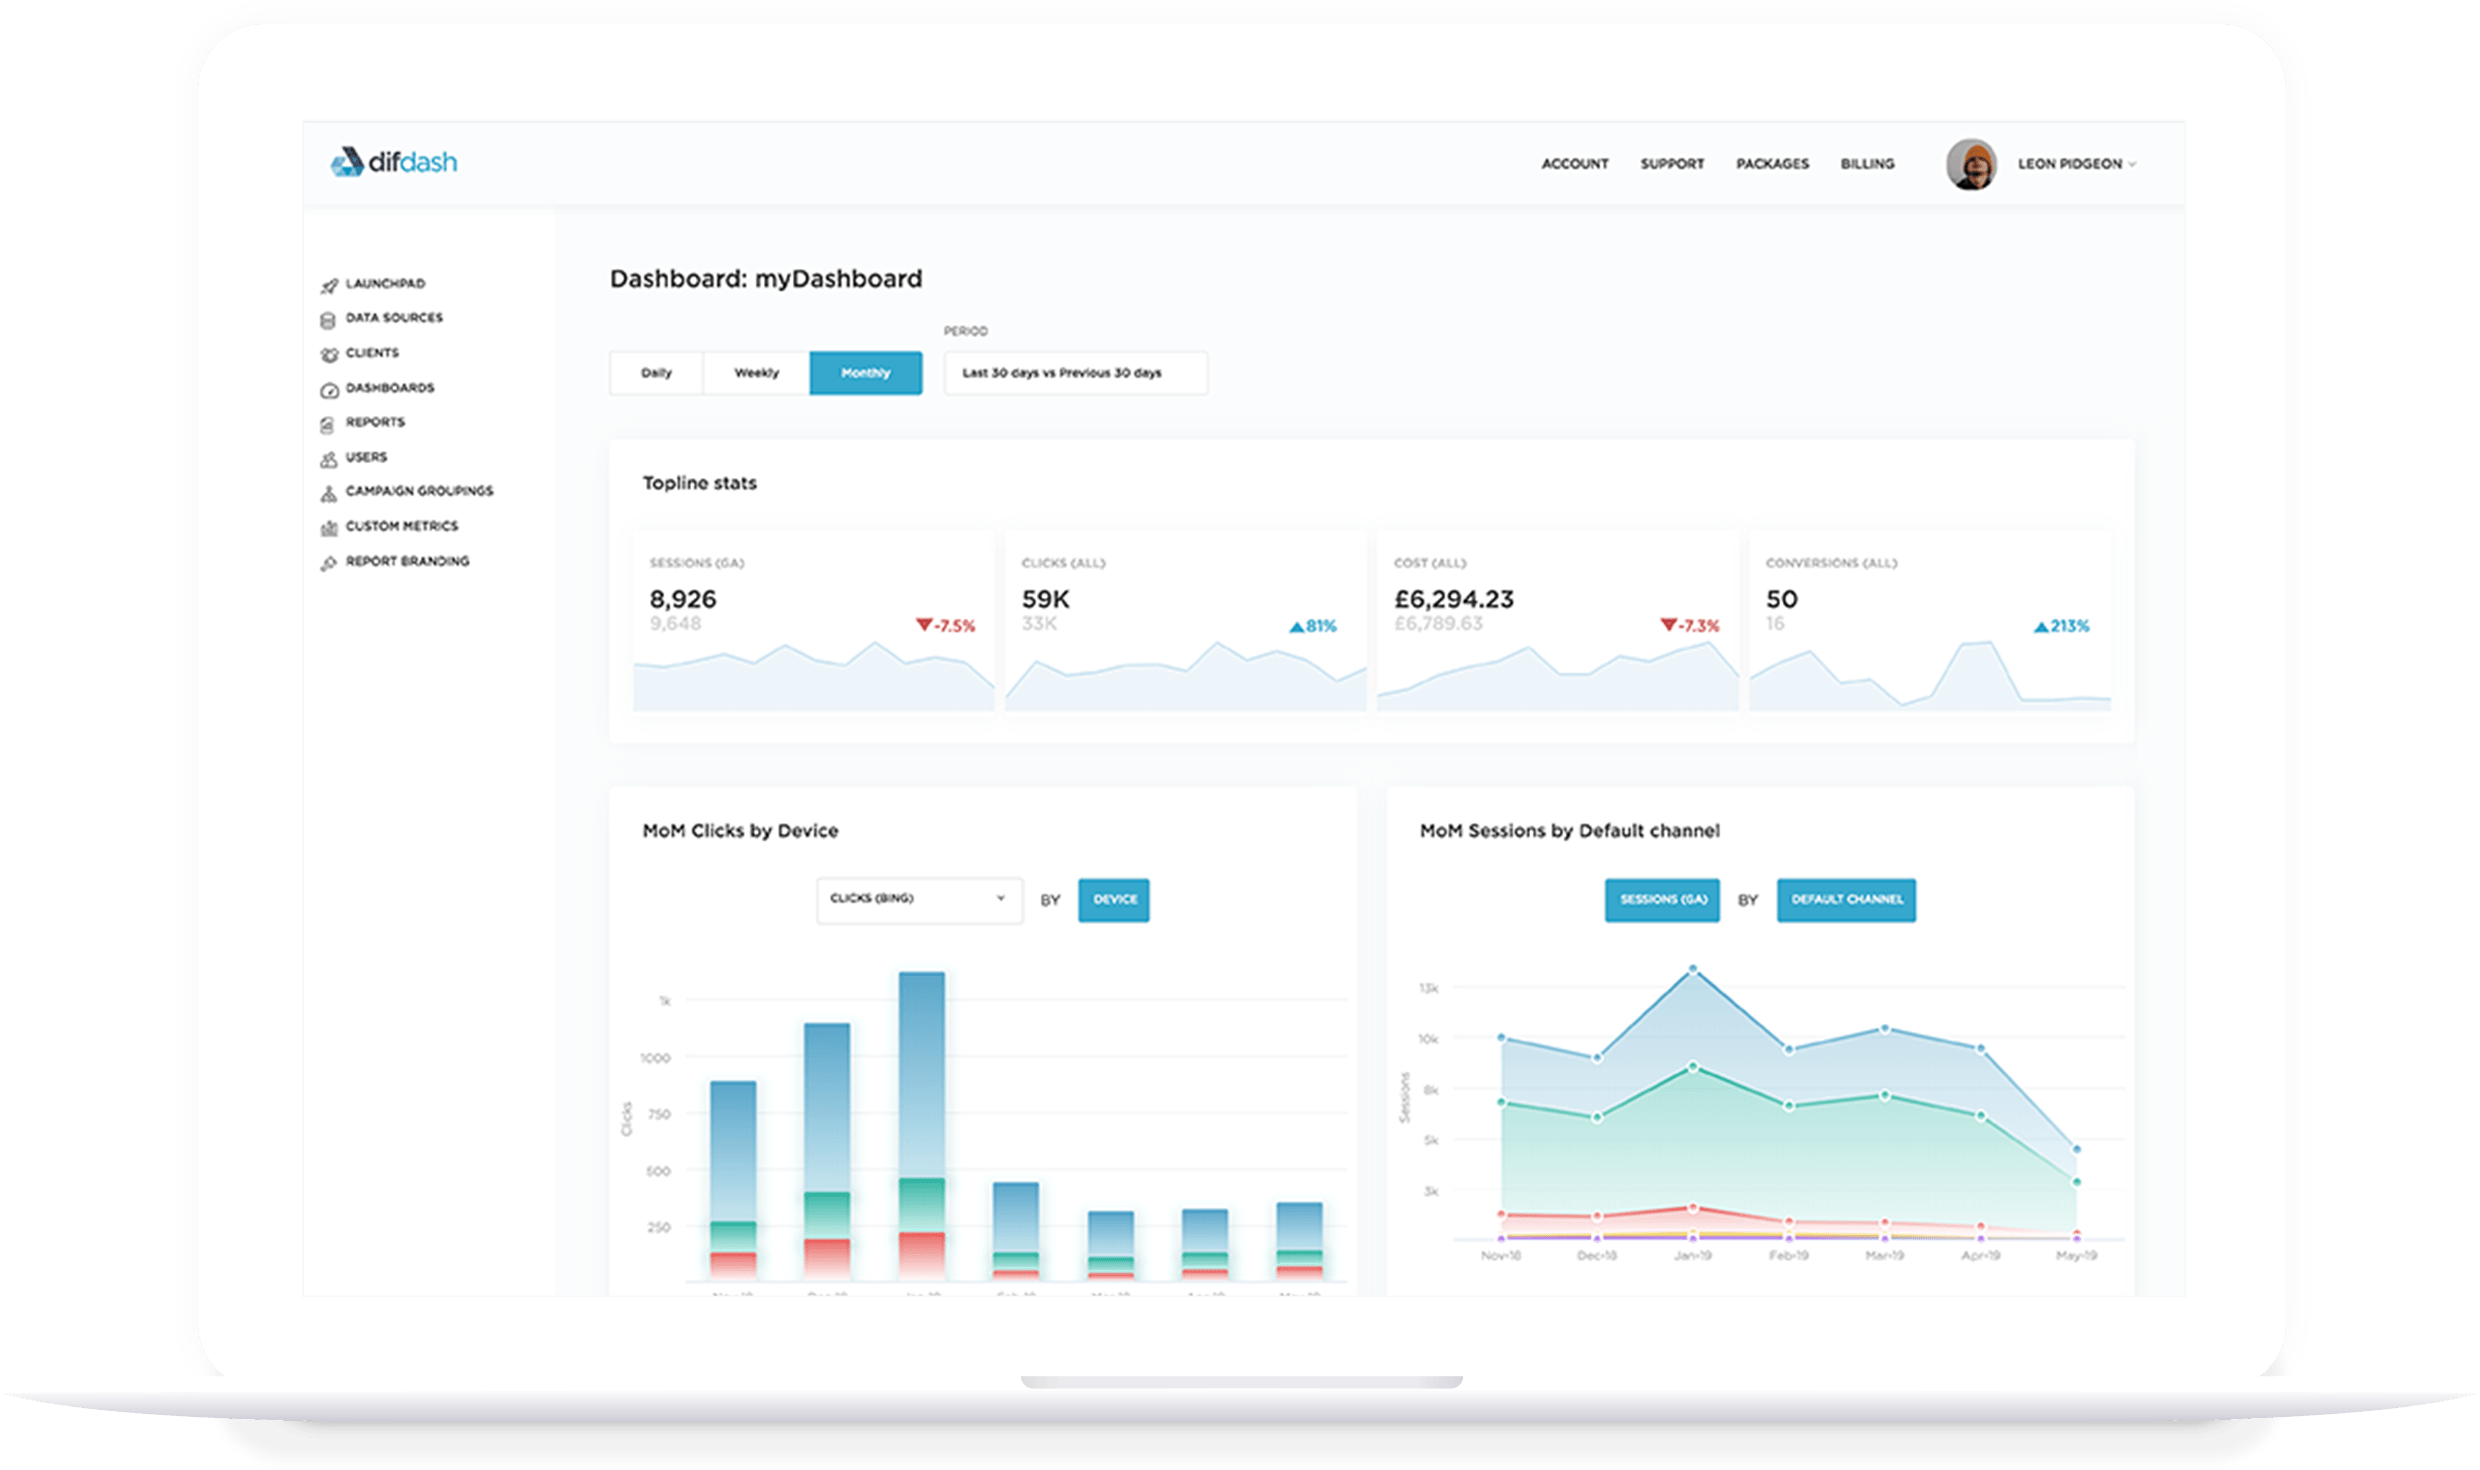 difdash
ACCOUNT SUPPORT PACKAGES BILLING LEON PIDGEON
LAUNCHPAD
DATA SOURCES
CLIENTS
DASHBOARDS
REPORTS
USERS
CAMPAIGN GROUPINGS
CUSTOM METRICS
REPORT BRANDING
Dashboard: myDashboard
PERIOD
Daily Weekly Monthly Last 30 days vs Previous 30 days
Topline stats
SESSIONS (GA)
8,926
9,648
-7.5%
CLICKS (ALL)
59K
33K
81%
COST (ALL)
£6,294.23
£6,789.63
-7.3%
CONVERSIONS (ALL)
50
16
213%
MoM Clicks by Device
CLICKS (BING) BY DEVICE
1k
1000
750
500
250
Clicks
MoM Sessions by Default channel
SESSIONS (GA) BY DEFAULT CHANNEL
13k
10k
8k
5k
3k
Sessions
Nov-18 Dec-18 Jan-19 Feb-19 Mar-19 Apr-19 May-19